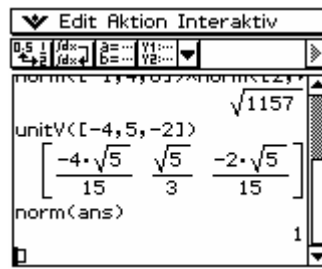 Edit Aktion Interaktiv
√1157
unitV([-4,5,-2])
[ -4·√5/15 √5/3 -2·√5/15 ]
norm(ans)
1